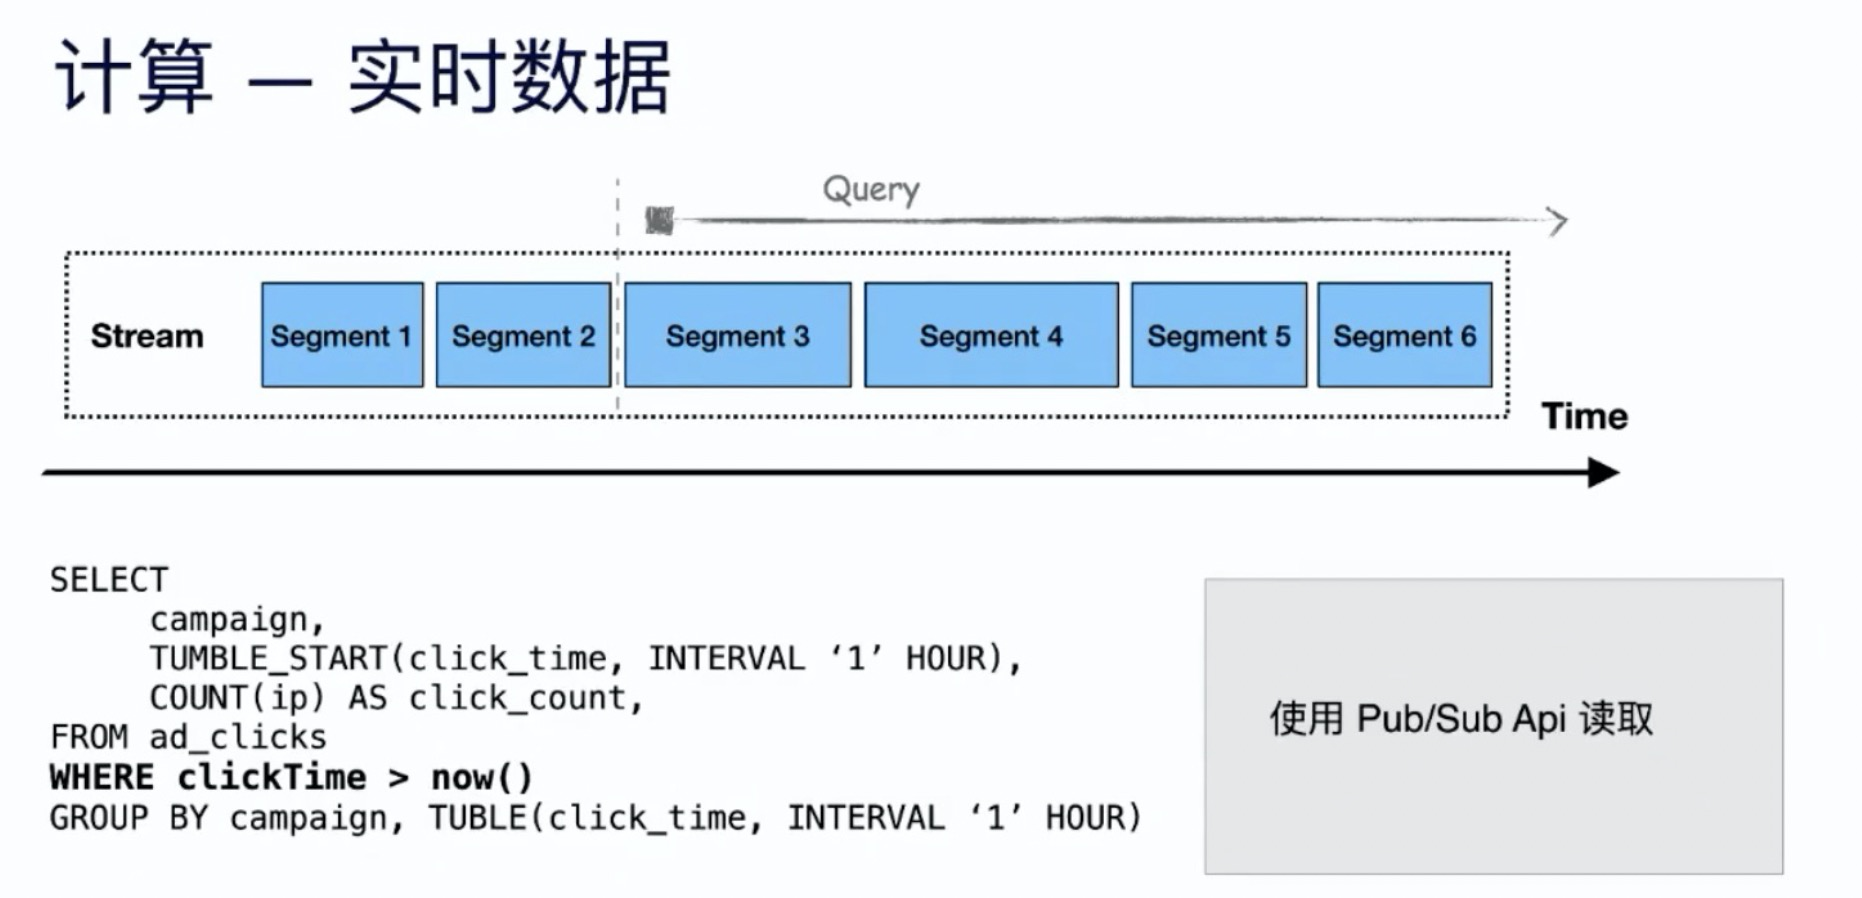 计算 — 实时数据
Query
Stream
Segment 1
Segment 2
Segment 3
Segment 4
Segment 5
Segment 6
Time
SELECT
campaign,
TUMBLE_START(click_time, INTERVAL ‘1’ HOUR),
COUNT(ip) AS click_count,
FROM ad_clicks
WHERE clickTime > now()
GROUP BY campaign, TUBLE(click_time, INTERVAL ‘1’ HOUR)
使用 Pub/Sub Api 读取